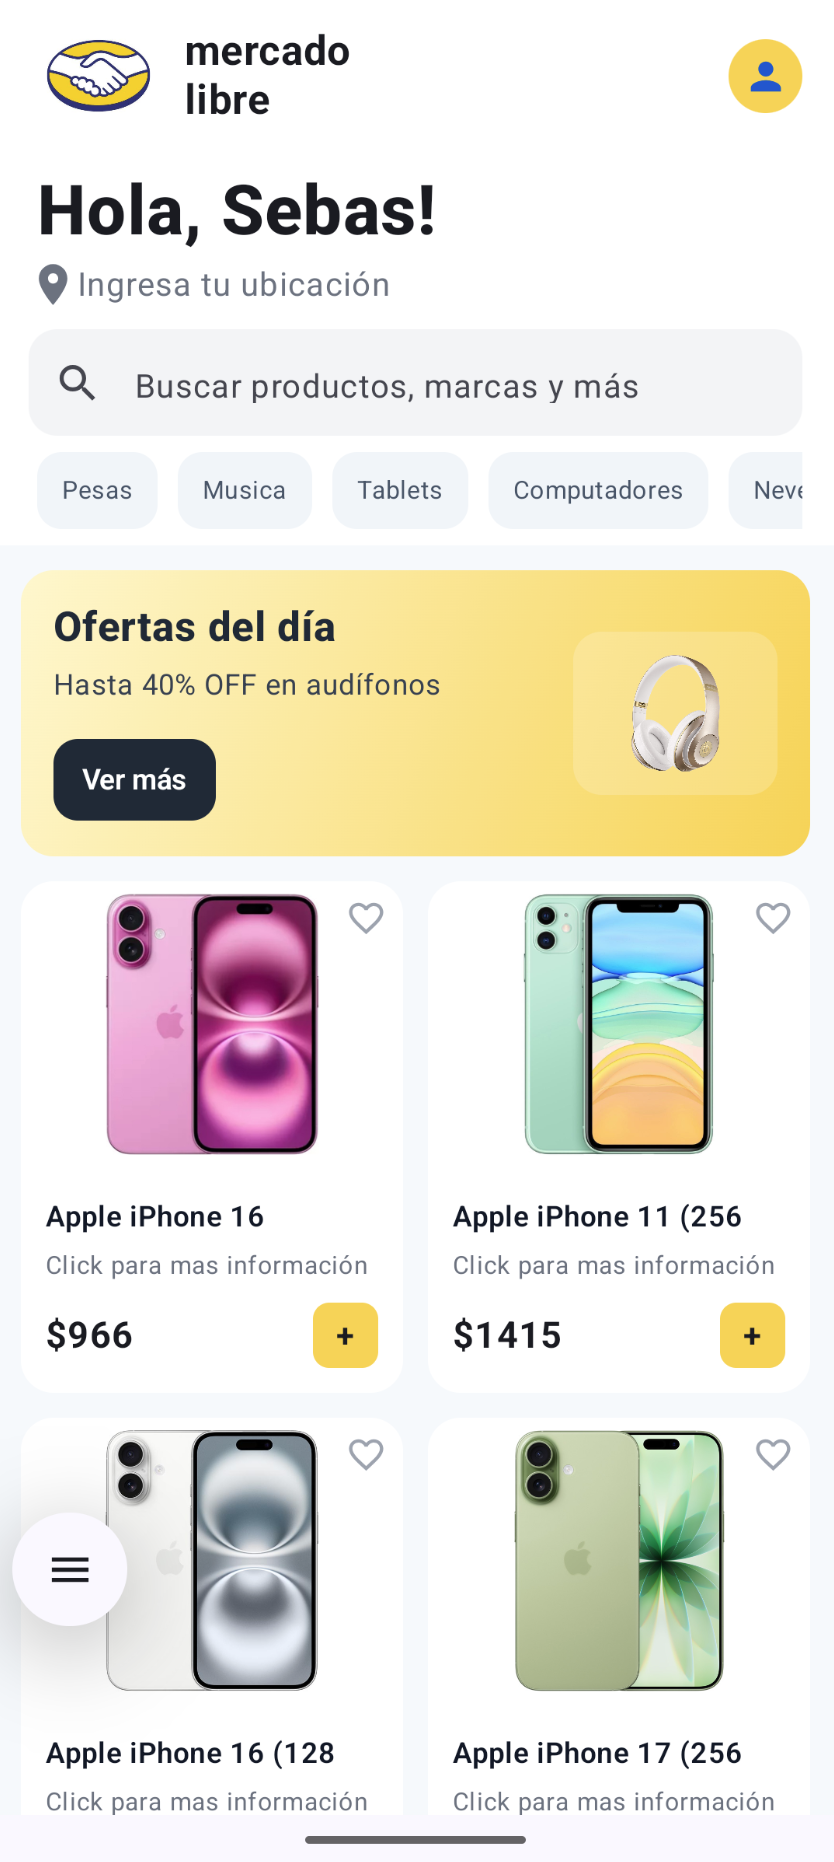 mercado
libre
Hola, Sebas!
Ingresa tu ubicación
Buscar productos, marcas y más
Pesas
Musica
Tablets
Computadores
Neve
Ofertas del día
Hasta 40% OFF en audífonos
Ver más
Apple iPhone 16
Click para mas información
$966
+
Apple iPhone 11 (256
Click para mas información
$1415
+
Apple iPhone 16 (128
Click para mas información
Apple iPhone 17 (256
Click para mas información